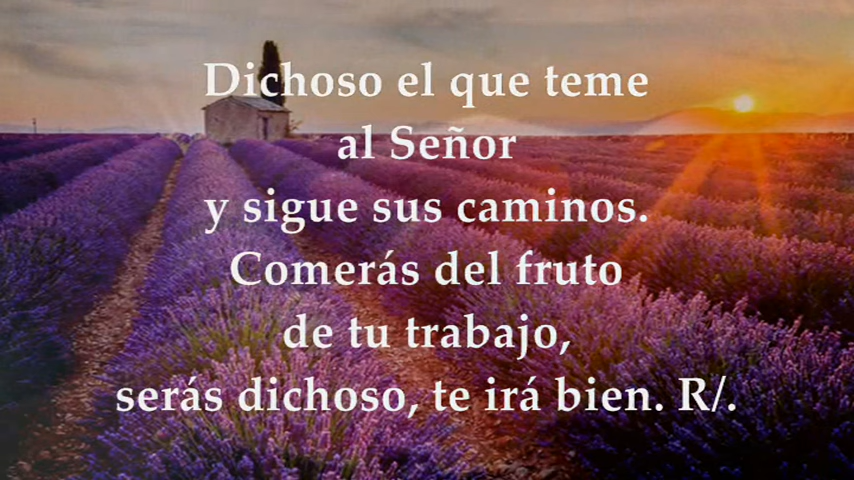 Dichoso el que teme
al Señor
y sigue sus caminos.
Comerás del fruto
de tu trabajo,
serás dichoso, te irá bien. R/.